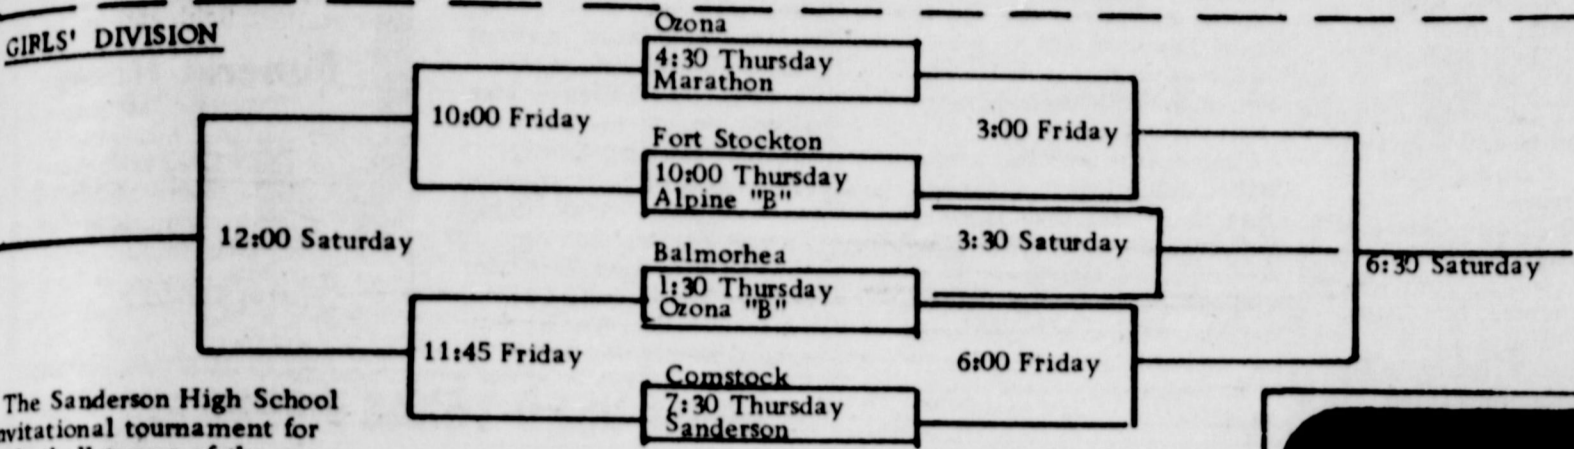 GIRLS' DIVISION
Ozona
4:30 Thursday
Marathon
10:00 Friday
3:00 Friday
Fort Stockton
10:00 Thursday
Alpine "B"
12:00 Saturday
3:30 Saturday
Balmorhea
1:30 Thursday
Ozona "B"
6:30 Saturday
11:45 Friday
6:00 Friday
Comstock
7:30 Thursday
Sanderson
The Sanderson High School
nvitational tournament for